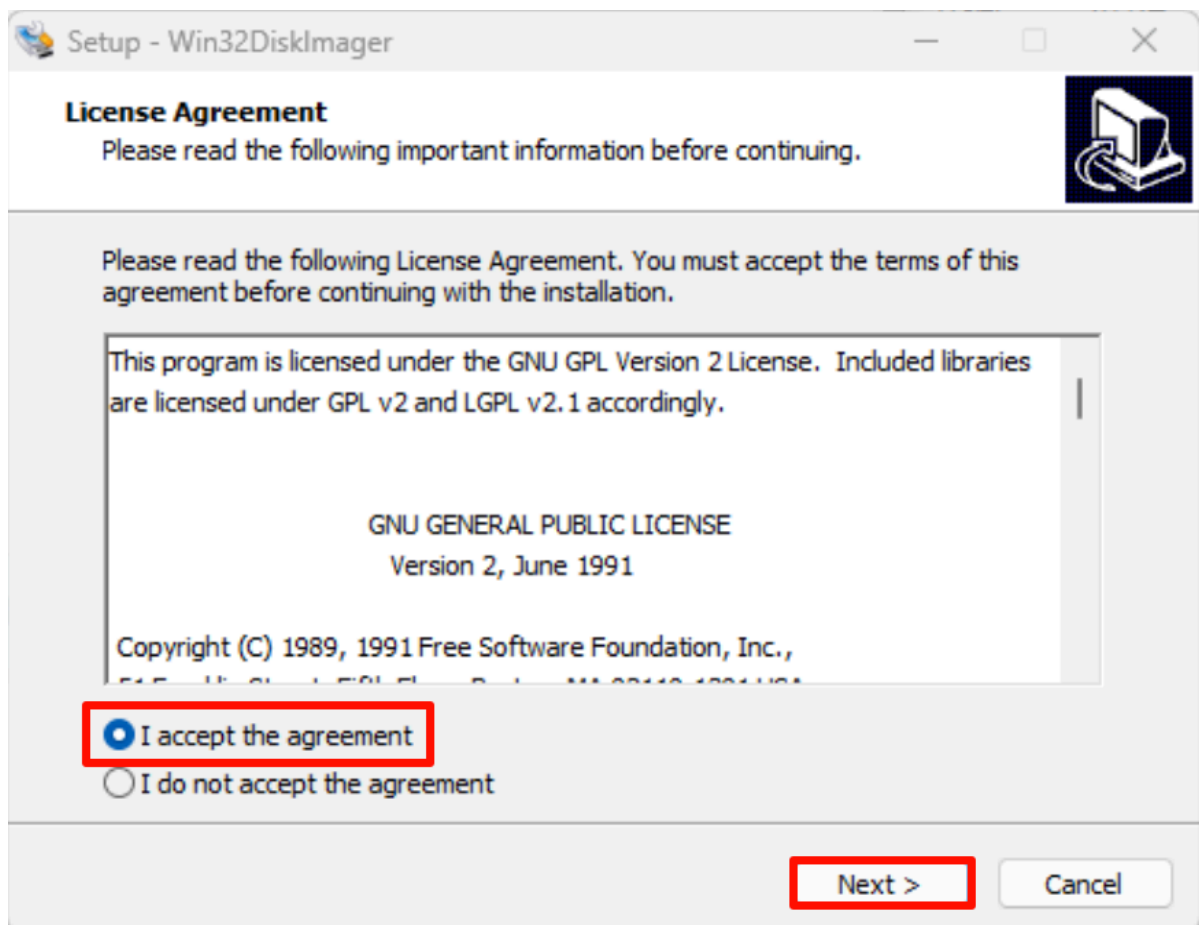 Setup - Win32DiskImager
License Agreement
Please read the following important information before continuing.
Please read the following License Agreement. You must accept the terms of this
agreement before continuing with the installation.
This program is licensed under the GNU GPL Version 2 License.  Included libraries
are licensed under GPL v2 and LGPL v2.1 accordingly.
GNU GENERAL PUBLIC LICENSE
Version 2, June 1991
Copyright (C) 1989, 1991 Free Software Foundation, Inc.,
I accept the agreement
I do not accept the agreement
Next >
Cancel